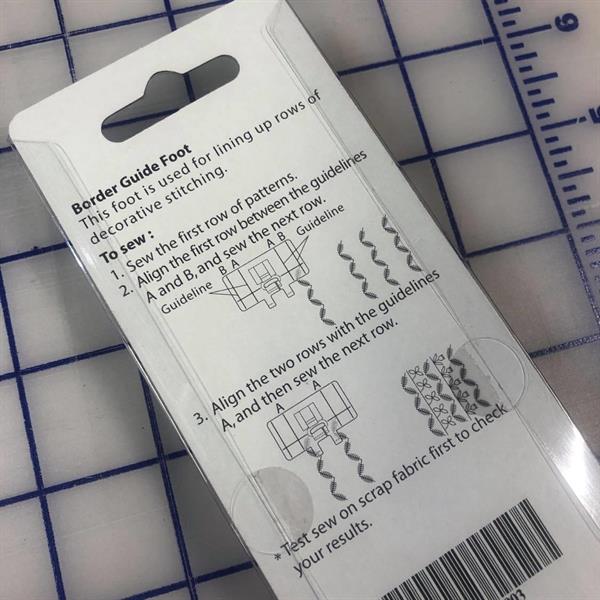 Border Guide Foot
This foot is used for lining up rows of
decorative stitching.
To sew :
1. Sew the first row of patterns.
2. Align the first row between the guidelines
A and B, and sew the next row.
B A A B Guideline
Guideline
3. Align the two rows with the guidelines
A,and then sew the next row.
A A
* Test sew on scrap fabric first to check
your results.
9